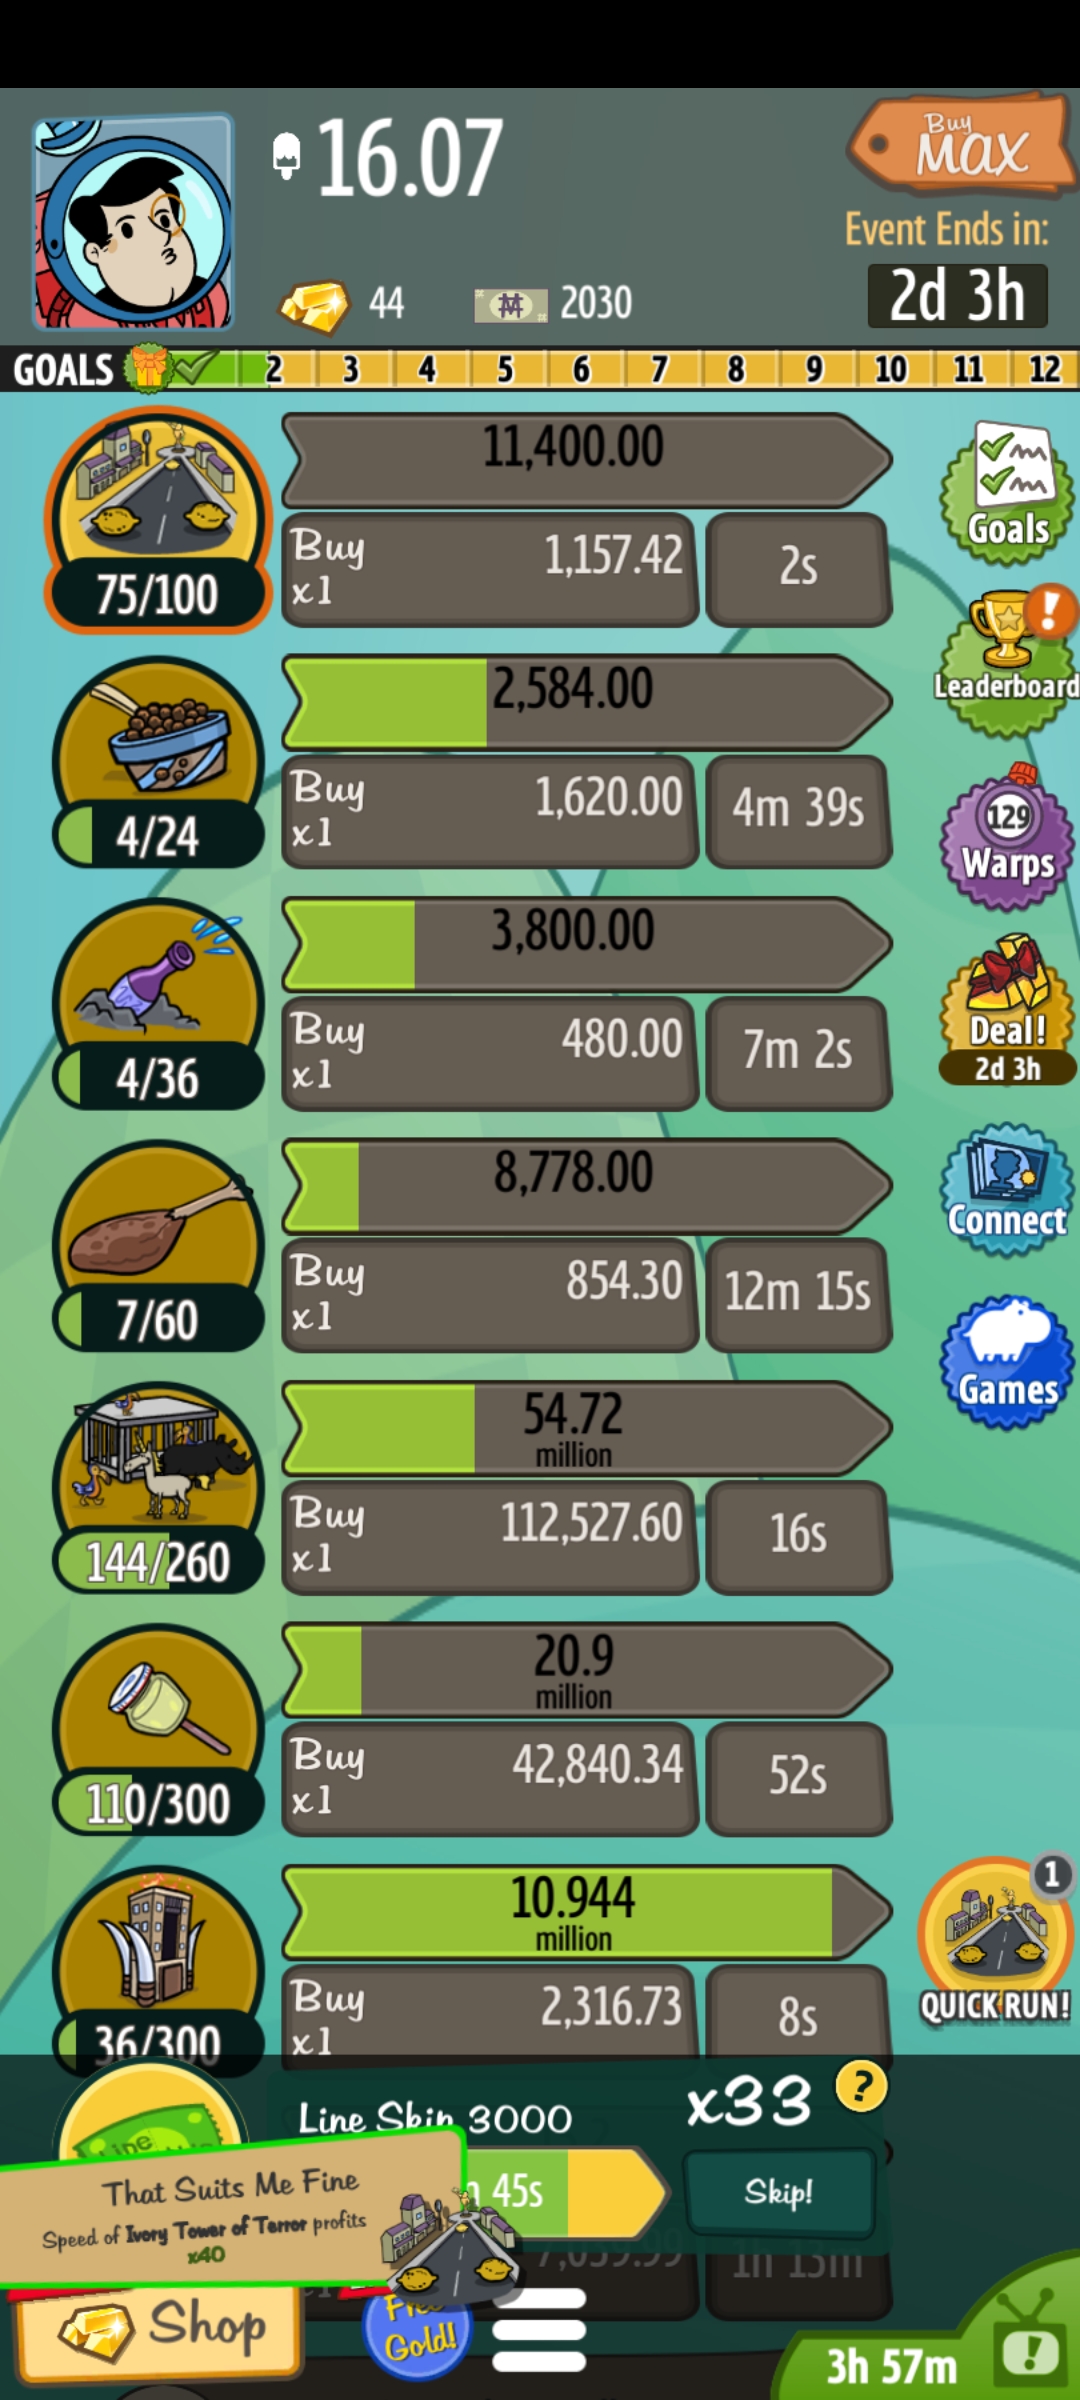 16.07
Buy
Max
Event Ends in:
2d 3h
44
2030
GOALS 2 3 4 5 6 7 8 9 10 11 12
11,400.00
Buy
x1
1,157.42
2s
75/100
Goals
2,584.00
Buy
x1
1,620.00
4m 39s
4/24
!
Leaderboard
3,800.00
Buy
x1
480.00
7m 2s
4/36
129
Warps
8,778.00
Buy
x1
854.30
12m 15s
7/60
Deal!
2d 3h
54.72
million
Buy
x1
112,527.60
16s
144/260
Connect
20.9
million
Buy
x1
42,840.34
52s
110/300
Games
10.944
million
Buy
x1
2,316.73
8s
36/300
1
QUICK RUN!
Line Skip 3000
x33
?
45s
Skip!
That Suits Me Fine
Speed of Ivory Tower of Terror profits
x40
1h 13m
Shop
Free
Gold!
3h 57m
!